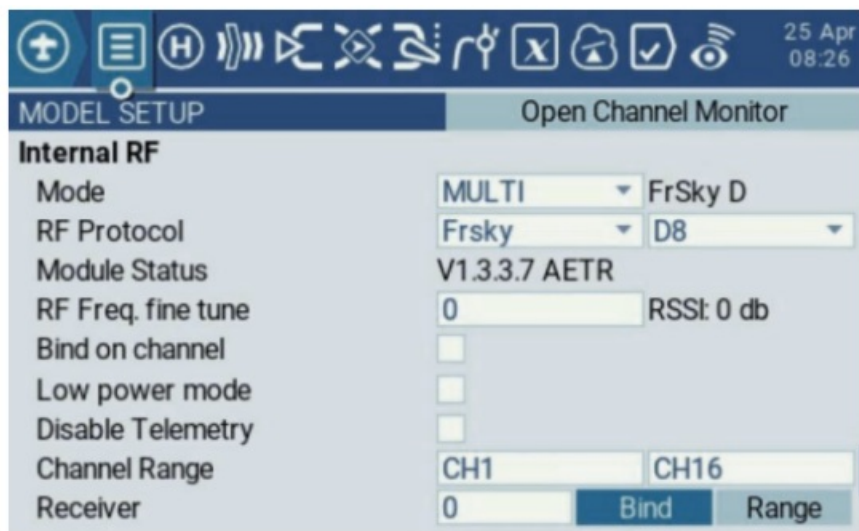 25 Apr
08:26
MODEL SETUP Open Channel Monitor
Internal RF
Mode MULTI FrSky D
RF Protocol Frsky D8
Module Status V1.3.3.7 AETR
RF Freq. fine tune 0 RSSI: 0 db
Bind on channel
Low power mode
Disable Telemetry
Channel Range CH1 CH16
Receiver 0 Bind Range